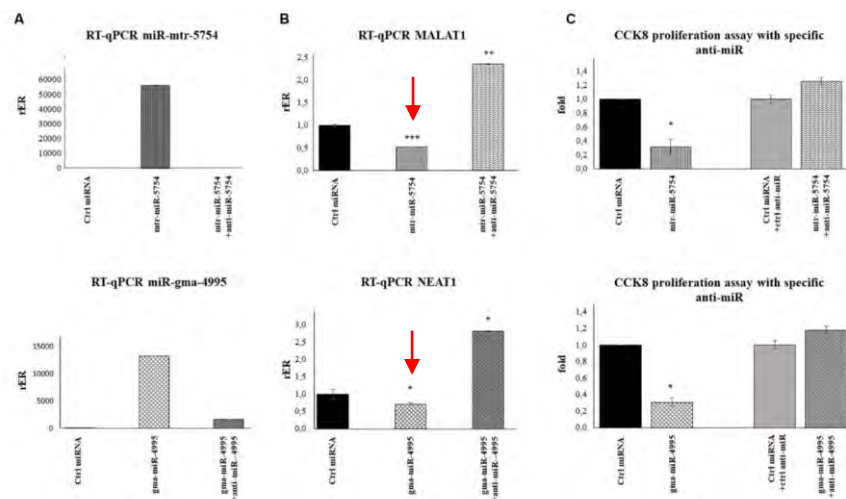 A
RT-qPCR miR-mtr-5754
rER
60000
50000
40000
30000
20000
10000
0
Ctrl miRNA
mtr-miR-5754
mtr-miR-5754
+anti-miR-5754
B
RT-qPCR MALAT1
rER
2,5
2,0
1,5
1,0
0,5
0,0
***
**
Ctrl miRNA
mtr-miR-5754
mtr-miR-5754
+anti-miR-5754
C
CCK8 proliferation assay with specific
anti-miR
fold
1,4
1,2
1,0
0,8
0,6
0,4
0,2
0,0
*
Ctrl miRNA
mtr-miR-5754
Ctrl miRNA
+ctrl anti-miR
mtr-miR-5754
+anti-miR-5754
RT-qPCR miR-gma-4995
rER
15000
10000
5000
0
Ctrl miRNA
gma-miR-4995
gma-miR-4995
+anti-miR-4995
RT-qPCR NEAT1
rER
3,0
2,5
2,0
1,5
1,0
0,5
0,0
*
*
Ctrl miRNA
gma-miR-4995
gma-miR-4995
+anti-miR-4995
CCK8 proliferation assay with specific
anti-miR
fold
1,4
1,2
1,0
0,8
0,6
0,4
0,2
0,0
*
Ctrl miRNA
gma-miR-4995
Ctrl miRNA
+ctrl anti-miR
gma-miR-4995
+anti-miR-4995